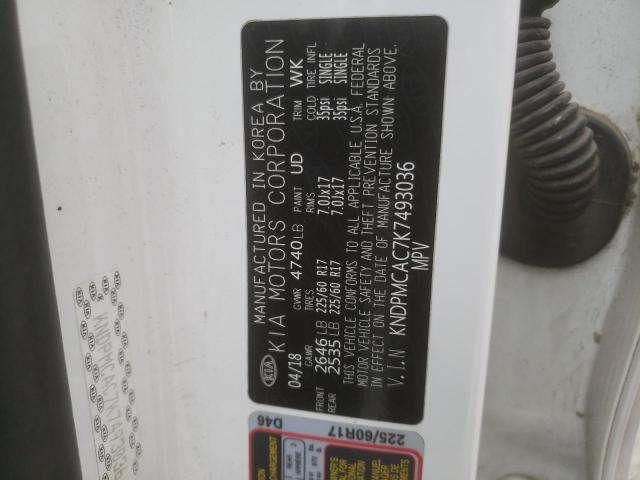 MANUFACTURED IN KOREA BY
KIA KIA MOTORS CORPORATION
04/18 GVWR 4740LB PAINT UD TRIM WK
GAWR TIRES RIMS COLD TIRE INFL
FRONT 2646LB 225/60 R17 7.0JX17 35psi SINGLE
REAR 2535LB 225/60 R17 7.0JX17 35psi SINGLE
THIS VEHICLE CONFORMS TO ALL APPLICABLE U.S.A. FEDERAL
MOTOR VEHICLE SAFETY AND THEFT PREVENTION STANDARDS
IN EFFECT ON THE DATE OF MANUFACTURE SHOWN ABOVE.
V.I.N KNDPMCAC7K7493036
MPV
D46
225/60R17